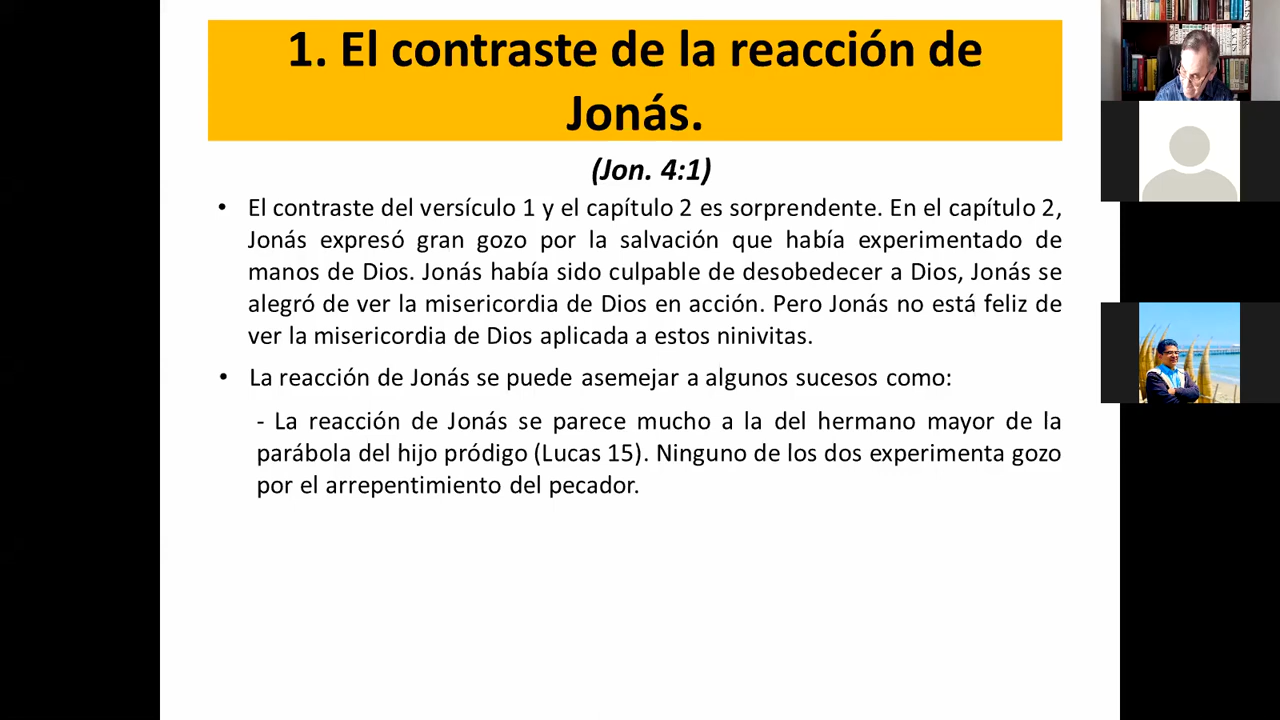 1. El contraste de la reacción de
Jonás.
(Jon. 4:1)
• El contraste del versículo 1 y el capítulo 2 es sorprendente. En el capítulo 2,
Jonás expresó gran gozo por la salvación que había experimentado de
manos de Dios. Jonás había sido culpable de desobedecer a Dios, Jonás se
alegró de ver la misericordia de Dios en acción. Pero Jonás no está feliz de
ver la misericordia de Dios aplicada a estos ninivitas.
• La reacción de Jonás se puede asemejar a algunos sucesos como:
- La reacción de Jonás se parece mucho a la del hermano mayor de la
parábola del hijo pródigo (Lucas 15). Ninguno de los dos experimenta gozo
por el arrepentimiento del pecador.